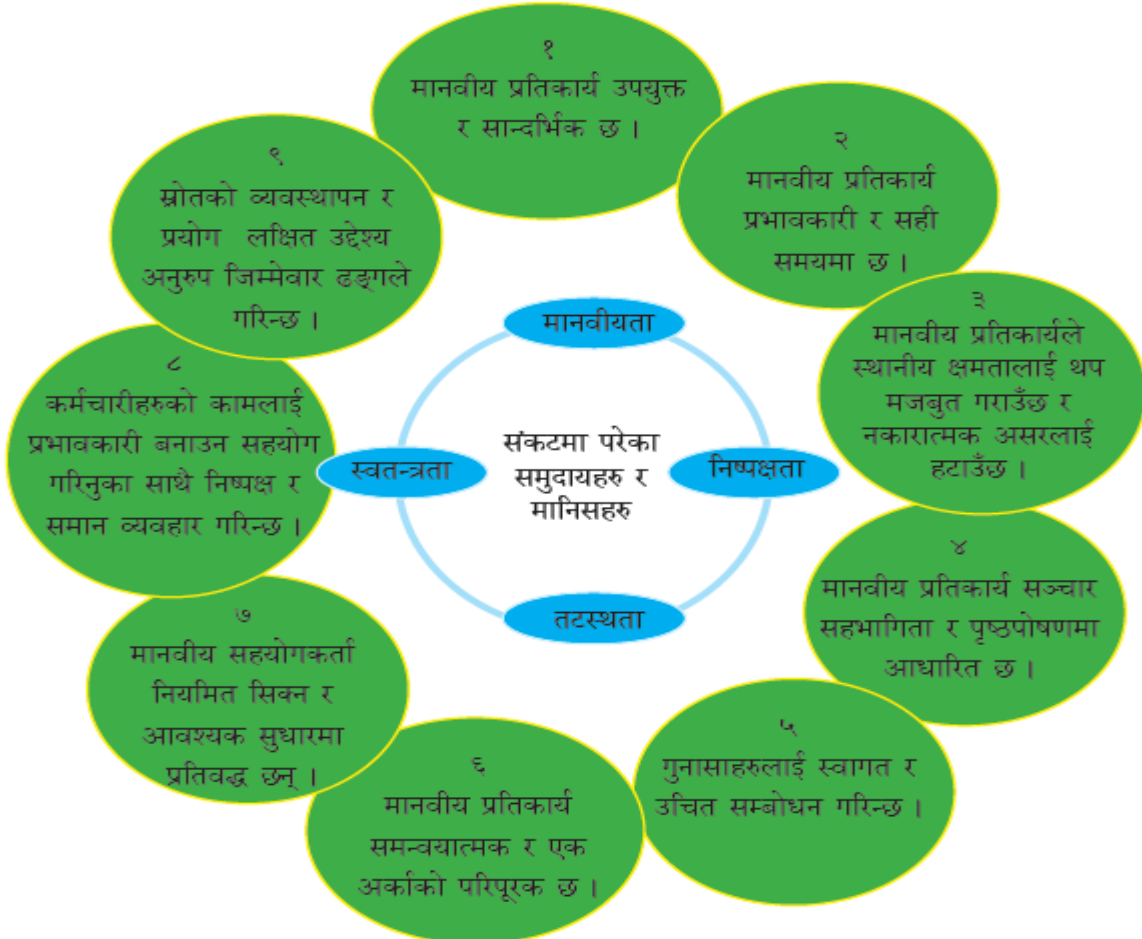 १
मानवीय प्रतिकार्य उपयुक्त
र सान्दर्भिक छ ।
२
मानवीय प्रतिकार्य
प्रभावकारी र सही
समयमा छ ।
३
मानवीय प्रतिकार्यले
स्थानीय क्षमतालाई थप
मजबुत गराउँछ र
नकारात्मक असरलाई
हटाउँछ ।
४
मानवीय प्रतिकार्य सञ्चार
सहभागिता र पृष्ठपोषणमा
आधारित छ ।
५
गुनासाहरुलाई स्वागत र
उचित सम्बोधन गरिन्छ ।
६
मानवीय प्रतिकार्य
समन्वयात्मक र एक
अर्काको परिपूरक छ ।
७
मानवीय सहयोगकर्ता
नियमित सिक्न र
आवश्यक सुधारमा
प्रतिवद्ध छन् ।
८
कर्मचारीहरुको कामलाई
प्रभावकारी बनाउन सहयोग
गरिनुका साथै निष्पक्ष र
समान व्यवहार गरिन्छ ।
९
स्रोतको व्यवस्थापन र
प्रयोग लक्षित उद्देश्य
अनुरुप जिम्मेवार ढङ्गले
गरिन्छ ।
मानवीयता
स्वतन्त्रता
संकटमा परेका
समुदायहरु र
मानिसहरु
निष्पक्षता
तटस्थता